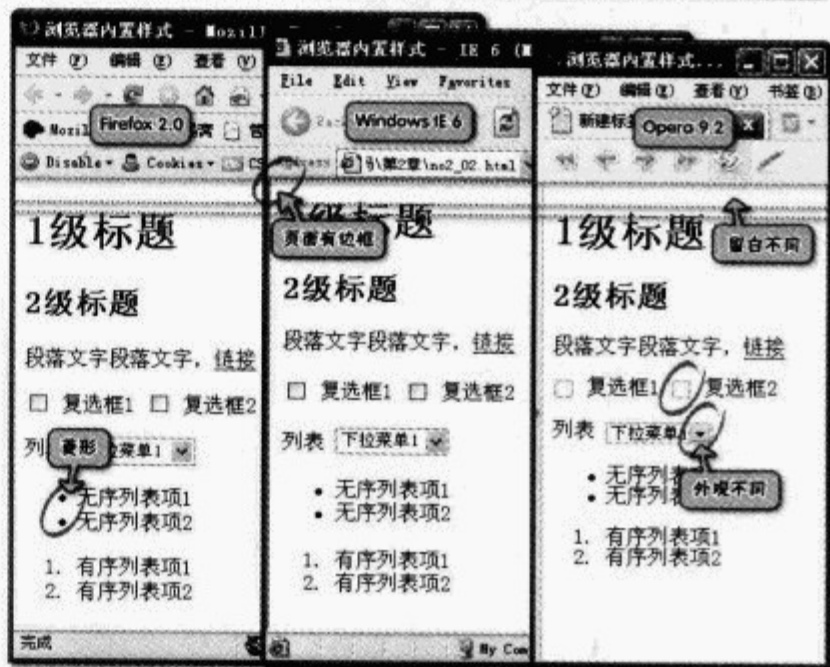 浏览器内置样式 - Mozil
文件(F) 编辑(E) 查看(V)
Firefox 2.0
Mozil
Disable Cookies CS
1级标题
2级标题
段落文字段落文字，链接
复选框1 复选框2
菱形
列 菜单1
无序列表项1
无序列表项2
1. 有序列表项1
2. 有序列表项2
完成
浏览器内置样式 - IE 6 (M
File Edit View Favorites
Windows IE 6
\第2章\no2_02.html
页面有边框
题
2级标题
段落文字段落文字，链接
复选框1 复选框2
列表 下拉菜单1
无序列表项1
无序列表项2
1. 有序列表项1
2. 有序列表项2
My Com
浏览器内置样式...
文件(F) 编辑(E) 查看(V) 书签(B)
新建标
Opera 9.2
1级标题
留白不同
2级标题
段落文字段落文字，链接
复选框1 复选框2
列表 下拉菜单
无序列表
无序列
外观不同
1. 有序列表项1
2. 有序列表项2